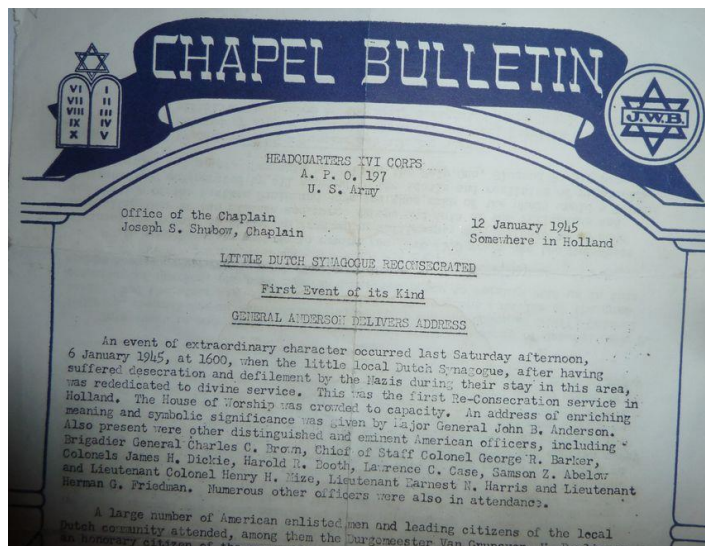 CHAPEL BULLETIN
VI I
VII II
VIII III
IX IV
X V
J.W.B.
HEADQUARTERS XVI CORPS
A. P. O. 197
U. S. Army
Office of the Chaplain
Joseph S. Shubow, Chaplain
12 January 1945
Somewhere in Holland
LITTLE DUTCH SYNAGOGUE RECONSECRATED
First Event of its Kind
GENERAL ANDERSON DELIVERS ADDRESS
An event of extraordinary character occurred last Saturday afternoon,
6 January 1945, at 1600, when the little local Dutch Synagogue, after having
suffered desecration and defilement by the Nazis during their stay in this area,
was rededicated to divine service. This was the first Re-Consecration service in
Holland. The House of Worship was crowded to capacity. An address of enriching
meaning and symbolic significance was given by Major General John B. Anderson.
Also present were other distinguished and eminent American officers, including
Brigadier General Charles C. Brown, Chief of Staff Colonel George R. Barker,
Colonels James H. Dickie, Harold R. Booth, Lawrence C. Case, Samson Z. Abelow
and Lieutenant Colonel Henry H. Mize, Lieutenant Earnest N. Harris and Lieutenant
Herman G. Friedman. Numerous other officers were also in attendance.
A large number of American enlisted men and leading citizens of the local
Dutch community attended, among them the Burgomeester Van
an honorary citizen of the